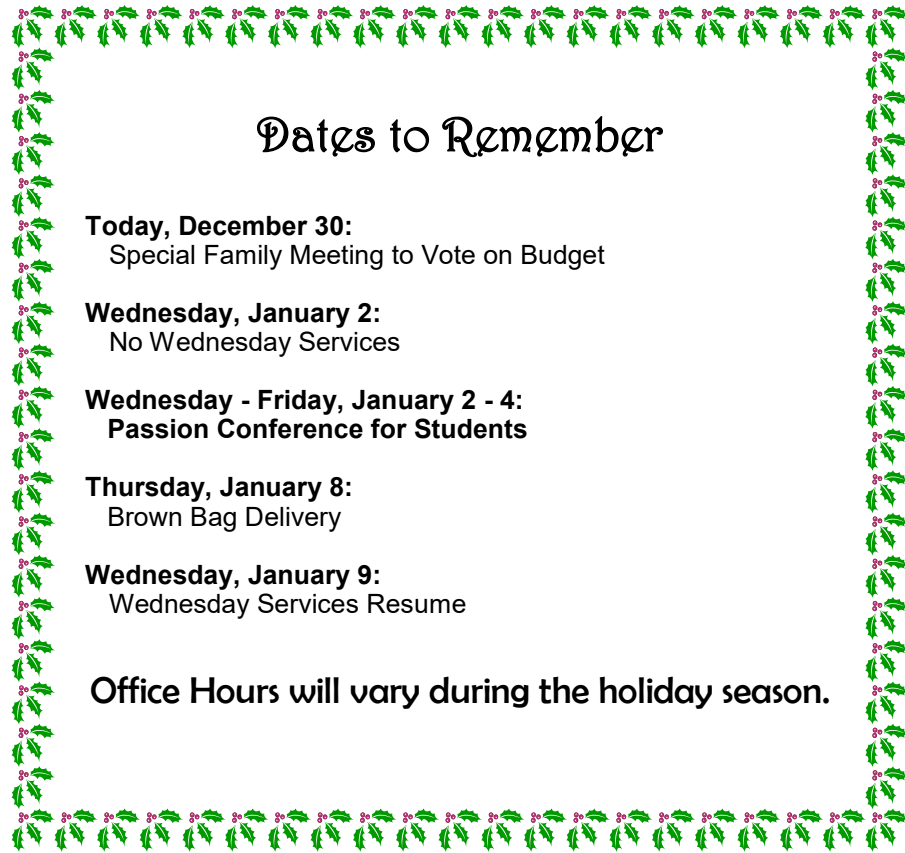 Dates to Remember
Today, December 30:
Special Family Meeting to Vote on Budget
Wednesday, January 2:
No Wednesday Services
Wednesday - Friday, January 2 - 4:
Passion Conference for Students
Thursday, January 8:
Brown Bag Delivery
Wednesday, January 9:
Wednesday Services Resume
Office Hours will vary during the holiday season.